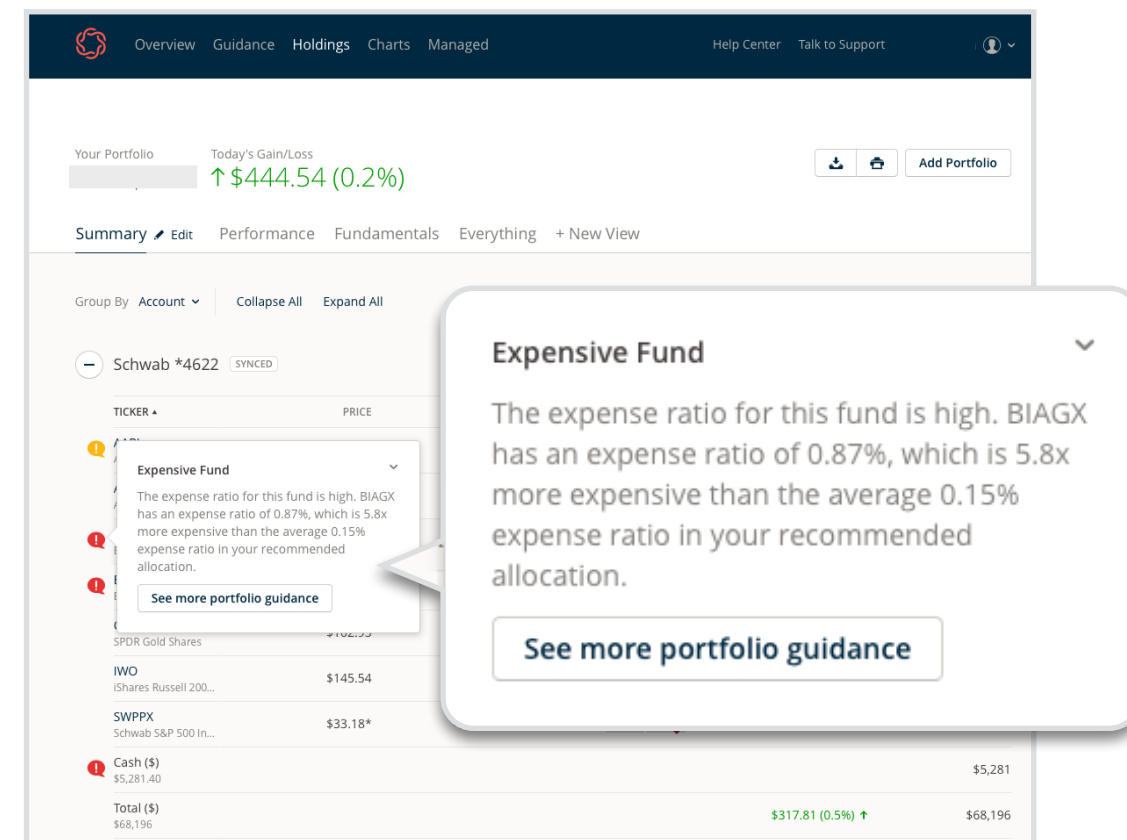 Overview Guidance Holdings Charts Managed Help Center Talk to Support
Your Portfolio Today's Gain/Loss
↑ $444.54 (0.2%)
Add Portfolio
Summary Edit Performance Fundamentals Everything + New View
Group By Account Collapse All Expand All
Schwab *4622 SYNCED
TICKER PRICE
Expensive Fund
The expense ratio for this fund is high. BIAGX
has an expense ratio of 0.87%, which is 5.8x
more expensive than the average 0.15%
expense ratio in your recommended
allocation.
See more portfolio guidance
SPDR Gold Shares
IWO $145.54
iShares Russell 200...
SWPPX $33.18*
Schwab S&P 500 In...
Cash ($) $5,281
$5,281.40
Total ($) $317.81 (0.5%) ↑ $68,196
$68,196
Expensive Fund
The expense ratio for this fund is high. BIAGX
has an expense ratio of 0.87%, which is 5.8x
more expensive than the average 0.15%
expense ratio in your recommended
allocation.
See more portfolio guidance